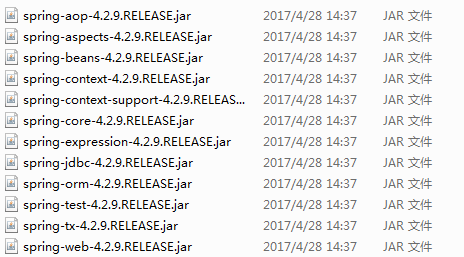 spring-aop-4.2.9.RELEASE.jar 2017/4/28 14:37 JAR 文件
spring-aspects-4.2.9.RELEASE.jar 2017/4/28 14:37 JAR 文件
spring-beans-4.2.9.RELEASE.jar 2017/4/28 14:37 JAR 文件
spring-context-4.2.9.RELEASE.jar 2017/4/28 14:37 JAR 文件
spring-context-support-4.2.9.RELEAS... 2017/4/28 14:37 JAR 文件
spring-core-4.2.9.RELEASE.jar 2017/4/28 14:37 JAR 文件
spring-expression-4.2.9.RELEASE.jar 2017/4/28 14:37 JAR 文件
spring-jdbc-4.2.9.RELEASE.jar 2017/4/28 14:37 JAR 文件
spring-orm-4.2.9.RELEASE.jar 2017/4/28 14:37 JAR 文件
spring-test-4.2.9.RELEASE.jar 2017/4/28 14:37 JAR 文件
spring-tx-4.2.9.RELEASE.jar 2017/4/28 14:37 JAR 文件
spring-web-4.2.9.RELEASE.jar 2017/4/28 14:37 JAR 文件